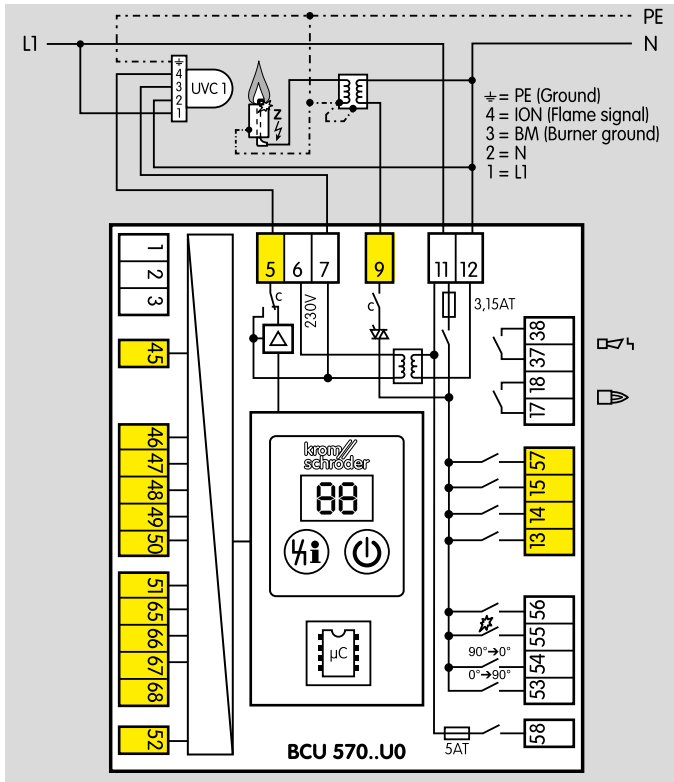 PE
L1
N
4
3
2
1
UVC 1
Z
= PE (Ground)
4 = ION (Flame signal)
3 = BM (Burner ground)
2 = N
1 = L1
1
2
3
5
6
7
9
11
12
c
230V
c
3,15AT
45
38
37
18
17
46
47
48
49
50
krom
schroder
88
57
15
14
13
51
65
66
67
68
µC
56
55
90°→0°
54
0°→90°
53
52
BCU 570..U0
5AT
58